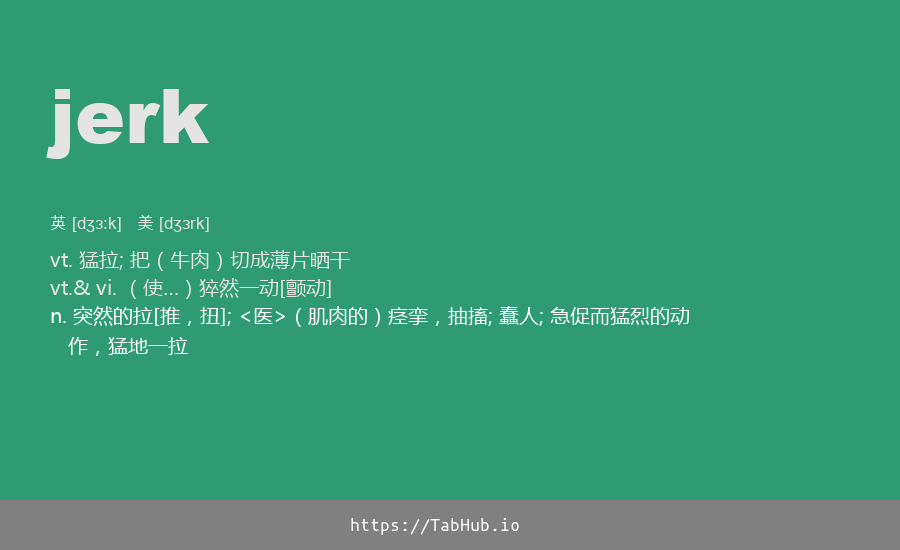 jerk
英 [dʒɜ:k] 美 [dʒɜrk]
vt. 猛拉; 把（牛肉）切成薄片晒干
vt.& vi. （使…）猝然一动[颤动]
n. 突然的拉[推，扭]; <医>（肌肉的）痉挛，抽搐; 蠢人; 急促而猛烈的动
作，猛地一拉
https://TabHub.io